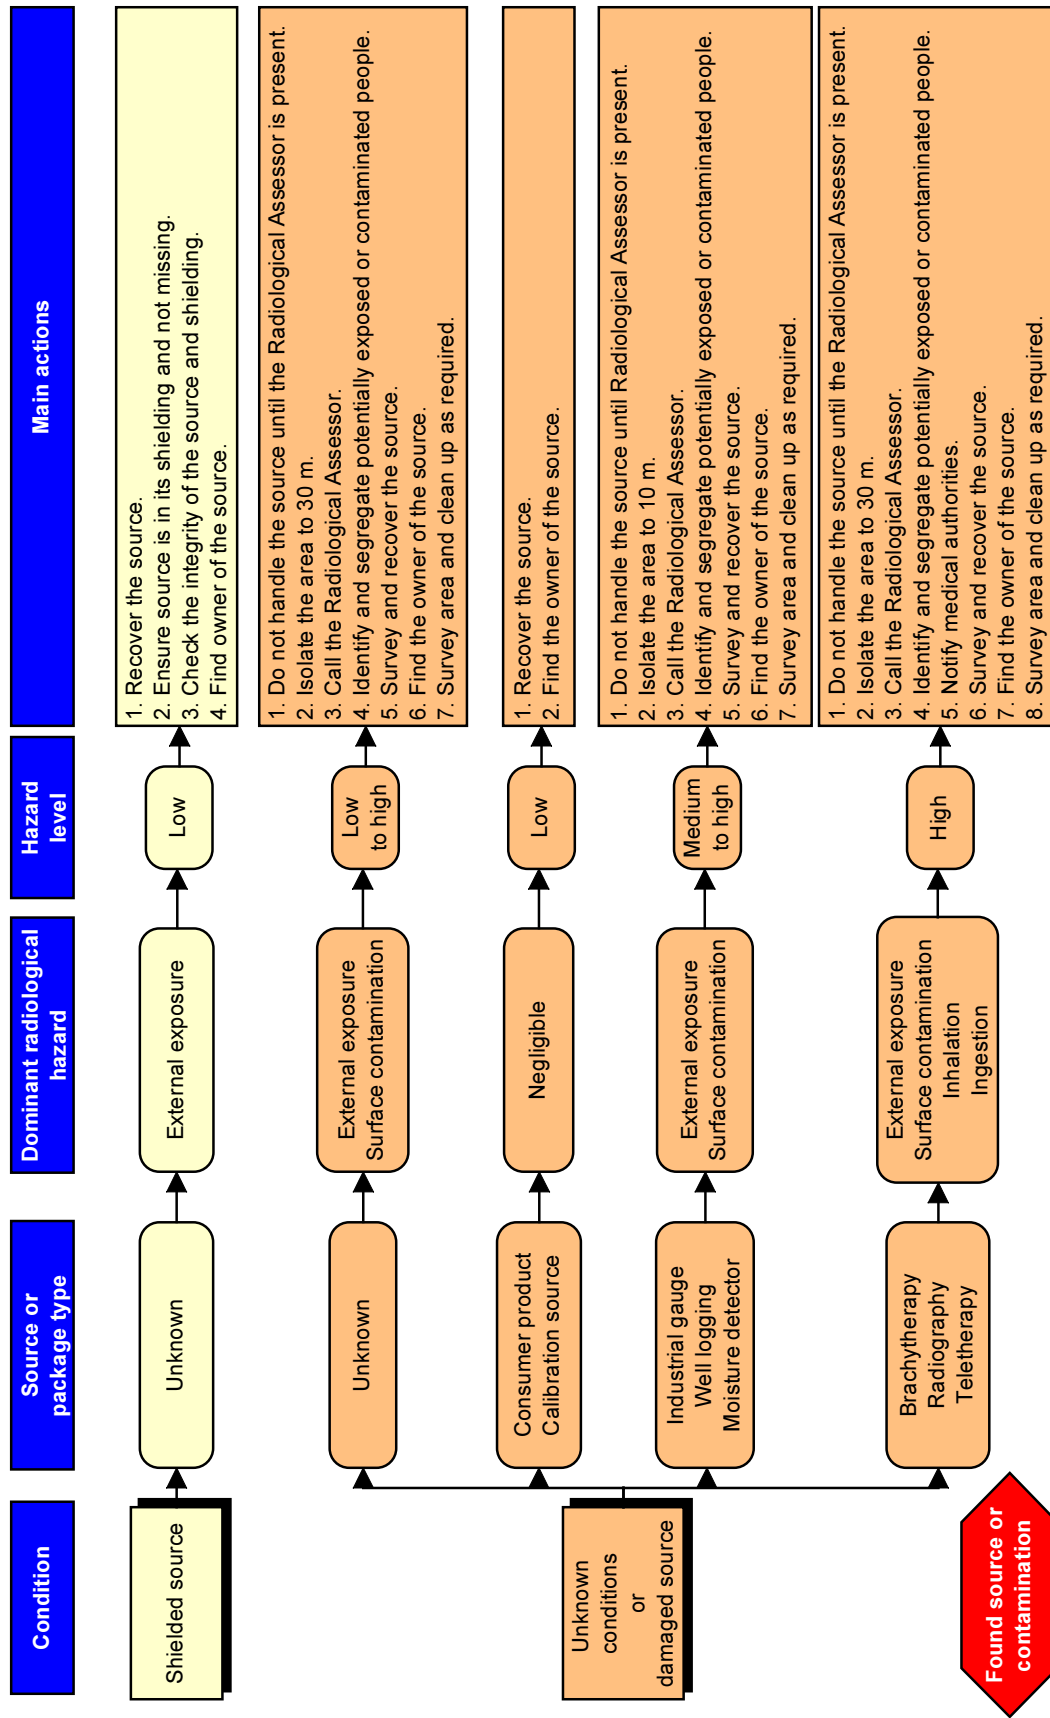 Condition
Source or
package type
Dominant radiological
hazard
Hazard
level
Main actions
Shielded source
Unknown
External exposure
Low
1. Recover the source.
2. Ensure source is in its shielding and not missing.
3. Check the integrity of the source and shielding.
4. Find owner of the source.
Unknown
conditions
or
damaged source
Unknown
External exposure
Surface contamination
Low
to high
1. Do not handle the source until the Radiological Assessor is present.
2. Isolate the area to 30 m.
3. Call the Radiological Assessor.
4. Identify and segregate potentially exposed or contaminated people.
5. Survey and recover the source.
6. Find the owner of the source.
7. Survey area and clean up as required.
Consumer product
Calibration source
Negligible
Low
1. Recover the source.
2. Find the owner of the source.
Industrial gauge
Well logging
Moisture detector
External exposure
Surface contamination
Medium
to high
1. Do not handle the source until Radiological Assessor is present.
2. Isolate the area to 10 m.
3. Call the Radiological Assessor.
4. Identify and segregate potentially exposed or contaminated people.
5. Survey and recover the source.
6. Find the owner of the source.
7. Survey area and clean up as required.
Brachytherapy
Radiography
Teletherapy
External exposure
Surface contamination
Inhalation
Ingestion
High
1. Do not handle the source until the Radiological Assessor is present.
2. Isolate the area to 30 m.
3. Call the Radiological Assessor.
4. Identify and segregate potentially exposed or contaminated people.
5. Notify medical authorities.
6. Survey and recover the source.
7. Find the owner of the source.
8. Survey area and clean up as required.
Found source or
contamination